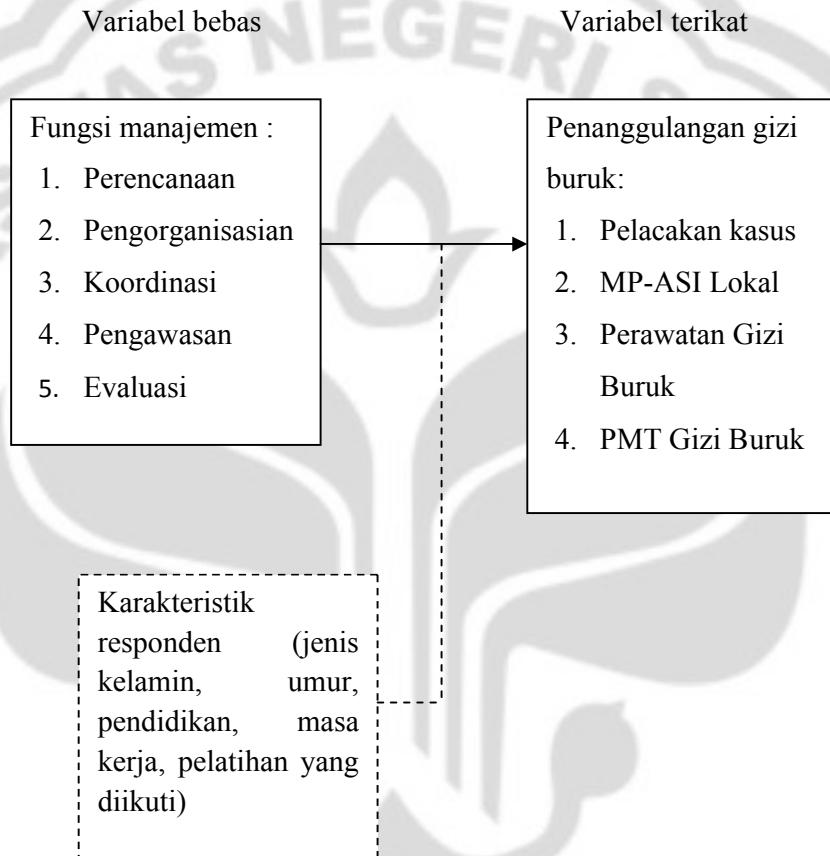 Variabel bebas
Variabel terikat
AS NEGERI S
Fungsi manajemen :
1. Perencanaan
2. Pengorganisasian
3. Koordinasi
4. Pengawasan
5. Evaluasi
Penanggulangan gizi
buruk:
1. Pelacakan kasus
2. MP-ASI Lokal
3. Perawatan Gizi
Buruk
4. PMT Gizi Buruk
Karakteristik
responden (jenis
kelamin, umur,
pendidikan, masa
kerja, pelatihan yang
diikuti)